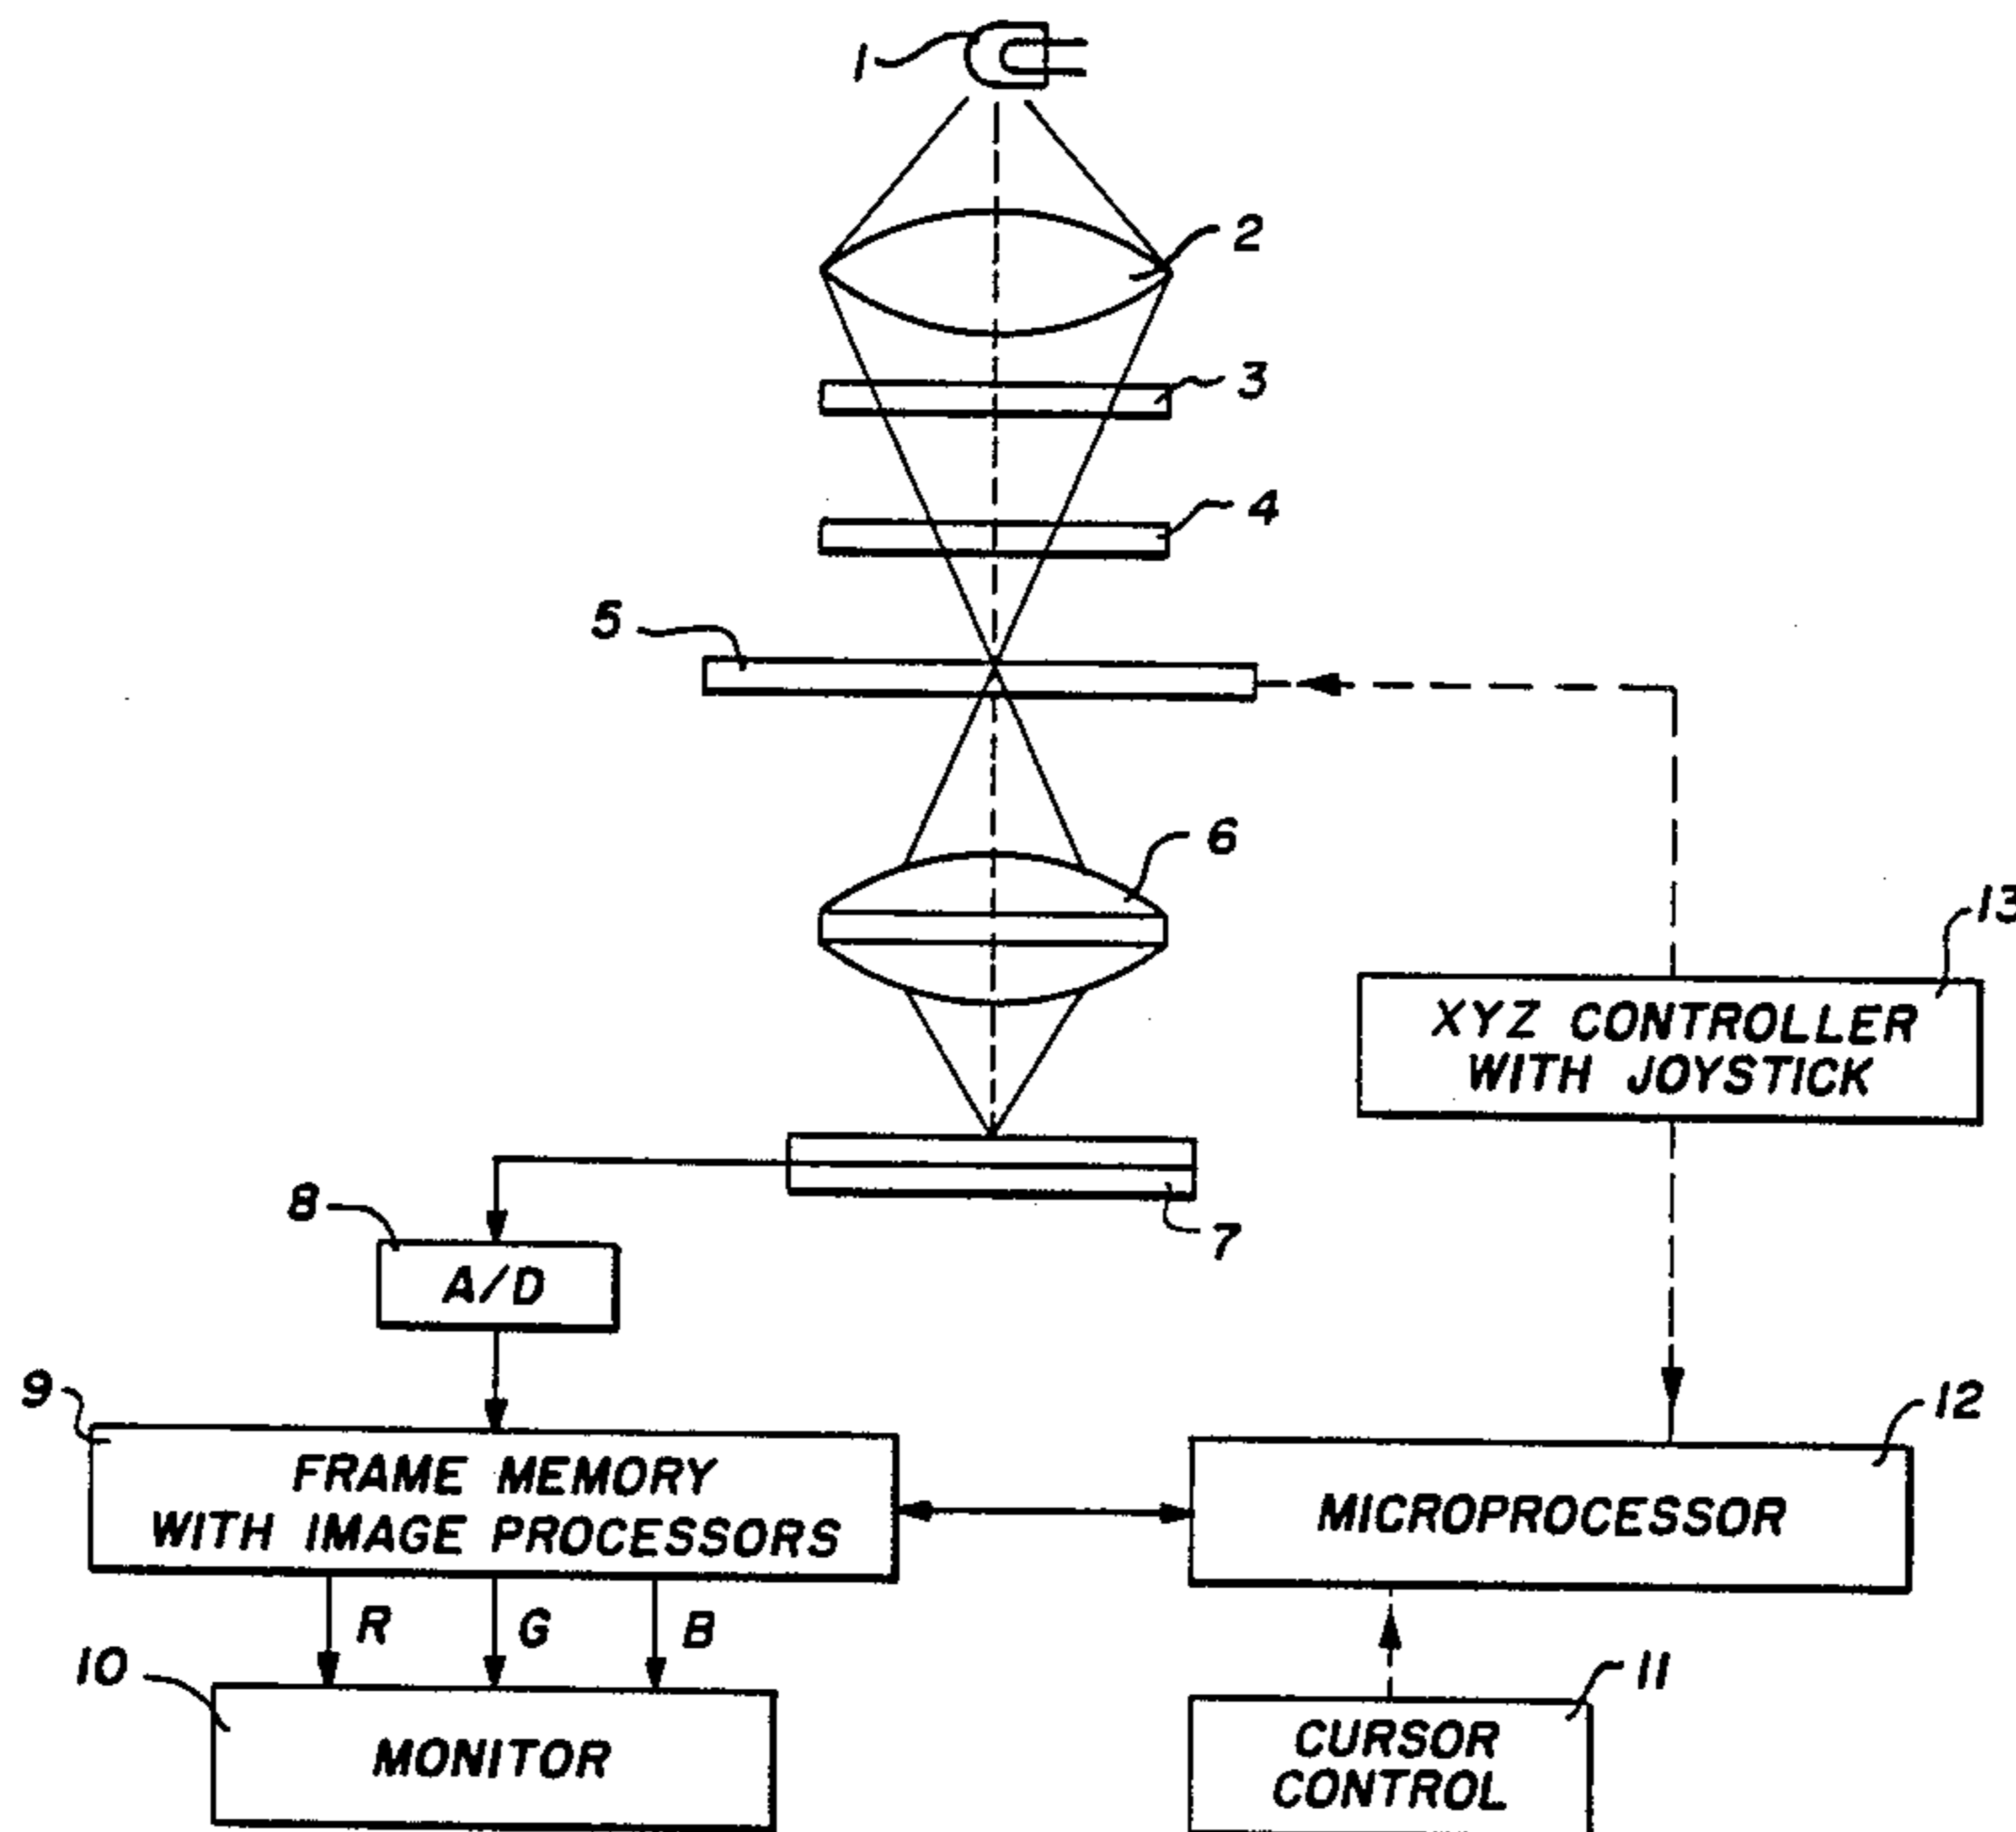 1
2
3
4
5
6
13
XYZ CONTROLLER
WITH JOYSTICK
7
8
A/D
9
FRAME MEMORY
WITH IMAGE PROCESSORS
12
MICROPROCESSOR
R G B
10
MONITOR
11
CURSOR
CONTROL